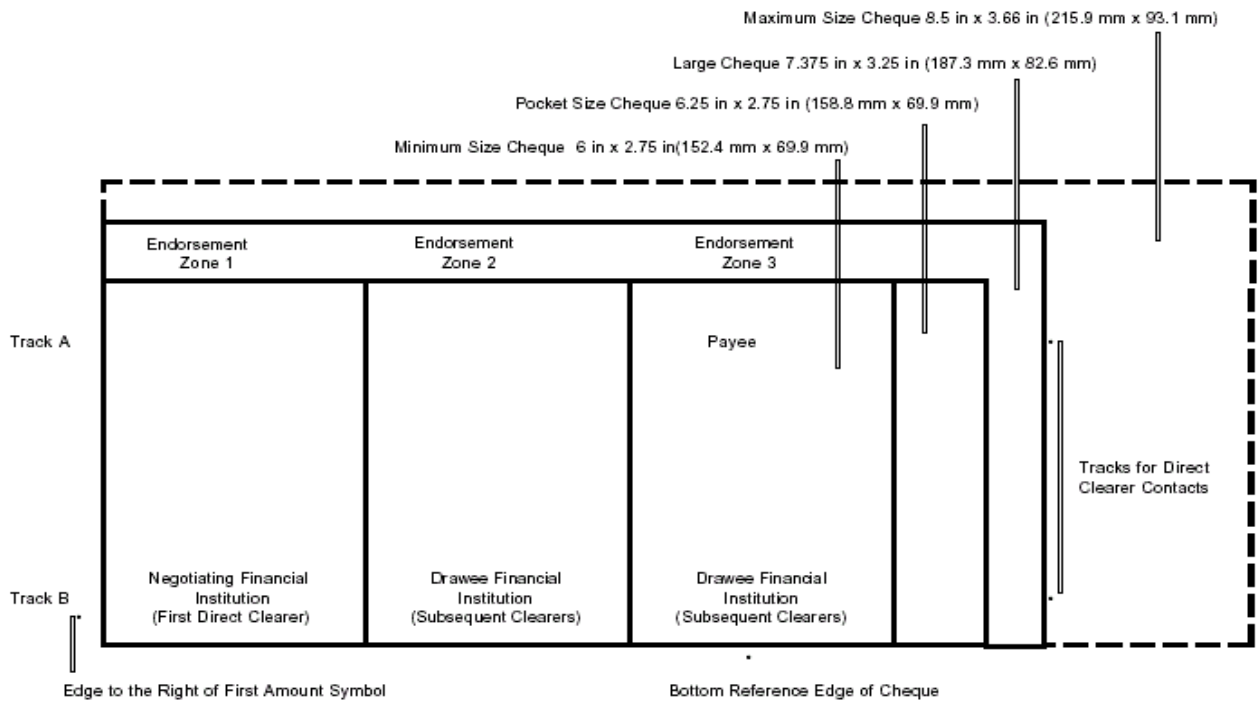 Maximum Size Cheque 8.5 in x 3.66 in (215.9 mm x 93.1 mm)
Large Cheque 7.375 in x 3.25 in (187.3 mm x 82.6 mm)
Pocket Size Cheque 6.25 in x 2.75 in (158.8 mm x 69.9 mm)
Minimum Size Cheque 6 in x 2.75 in(152.4 mm x 69.9 mm)
Endorsement
Zone 1
Endorsement
Zone 2
Endorsement
Zone 3
Track A
Payee
Tracks for Direct
Clearer Contacts
Track B
Negotiating Financial
Institution
(First Direct Clearer)
Drawee Financial
Institution
(Subsequent Clearers)
Drawee Financial
Institution
(Subsequent Clearers)
Edge to the Right of First Amount Symbol
Bottom Reference Edge of Cheque